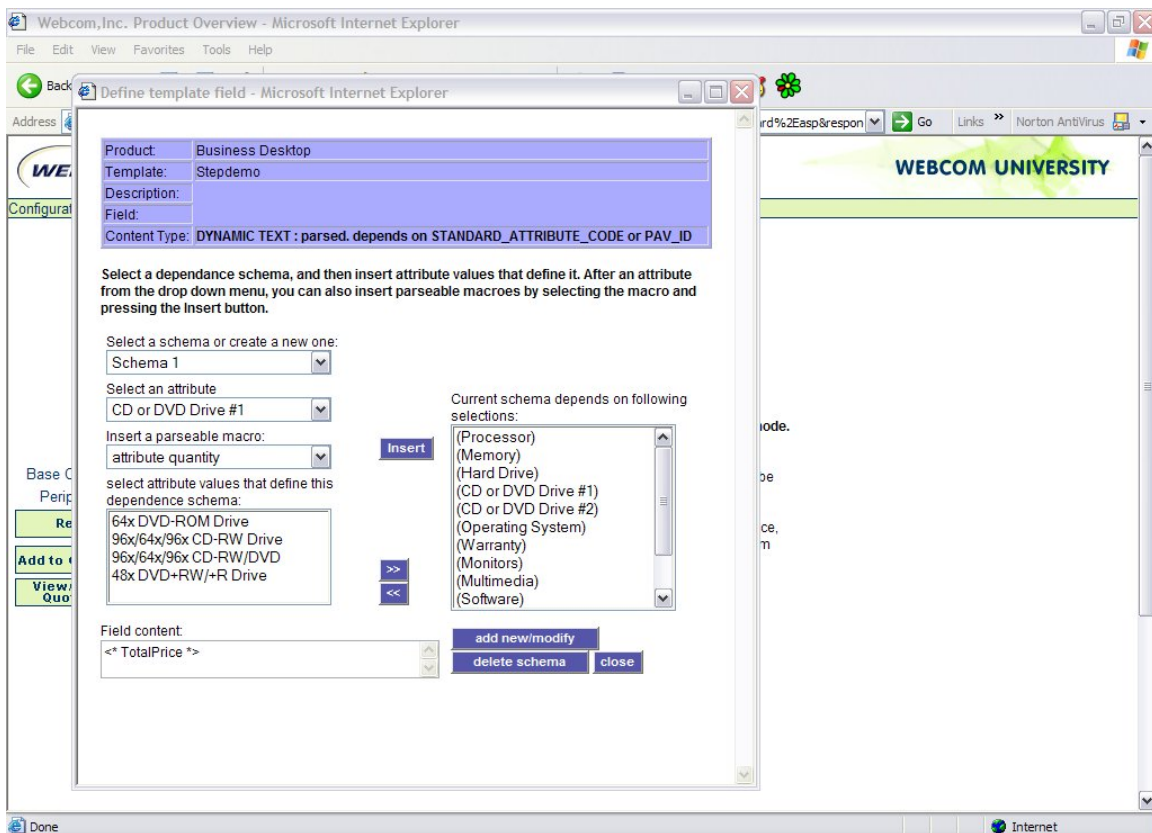 Webcom,Inc. Product Overview - Microsoft Internet Explorer
File Edit View Favorites Tools Help
Back
Define template field - Microsoft Internet Explorer
Address
ird%2Easp&respon
Go
Links »
Norton AntiVirus
WE
WEBCOM UNIVERSITY
Configurat
Product: Business Desktop
Template: Stepdemo
Description:
Field:
Content Type: DYNAMIC TEXT : parsed. depends on STANDARD_ATTRIBUTE_CODE or PAV_ID
Select a dependance schema, and then insert attribute values that define it. After an attribute
from the drop down menu, you can also insert parseable macroes by selecting the macro and
pressing the Insert button.
Select a schema or create a new one:
Schema 1
Select an attribute
CD or DVD Drive #1
Insert a parseable macro:
attribute quantity
Insert
select attribute values that define this
dependence schema:
64x DVD-ROM Drive
96x/64x/96x CD-RW Drive
96x/64x/96x CD-RW/DVD
48x DVD+RW/+R Drive
>>
<<
Current schema depends on following
selections:
(Processor)
(Memory)
(Hard Drive)
(CD or DVD Drive #1)
(CD or DVD Drive #2)
(Operating System)
(Warranty)
(Monitors)
(Multimedia)
(Software)
Field content:
<* TotalPrice *>
add new/modify
delete schema
close
node.
be
ce,
m
Base C
Perip
Re
Add to
View/
Quo
Done
Internet